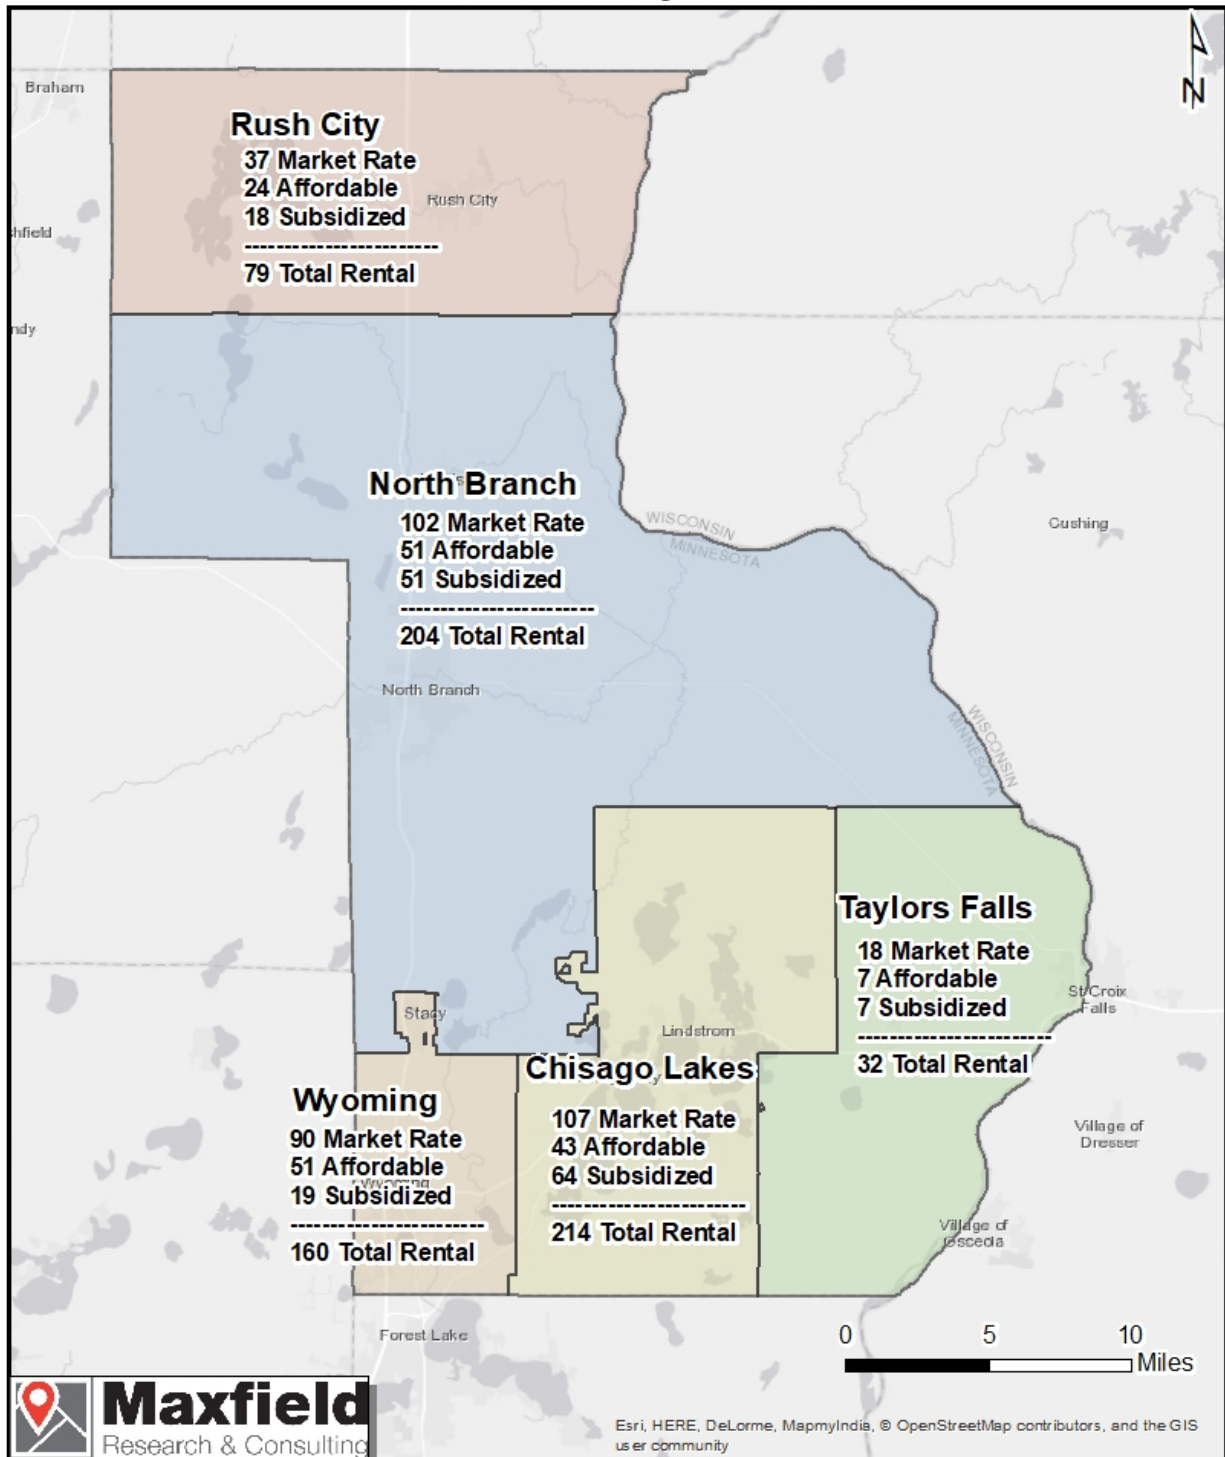 N
Braham
Rush City
37 Market Rate
24 Affordable
18 Subsidized
------------------------
79 Total Rental
Rush City
hfield
ndy
North Branch
102 Market Rate
51 Affordable
51 Subsidized
------------------------
204 Total Rental
WISCONSIN
MINNESOTA
Cushing
North Branch
WISCONSIN
MINNESOTA
Taylors Falls
18 Market Rate
7 Affordable
7 Subsidized
------------------------
32 Total Rental
St Croix
Falls
Stacy
Lindstrom
Chisago Lakes
107 Market Rate
43 Affordable
64 Subsidized
------------------------
214 Total Rental
Wyoming
90 Market Rate
51 Affordable
19 Subsidized
------------------------
160 Total Rental
Wyoming
Village of
Dresser
Village of
Osceola
Forest Lake
0 5 10
Miles
Maxfield
Research & Consulting
Esri, HERE, DeLorme, MapmyIndia, © OpenStreetMap contributors, and the GIS
user community